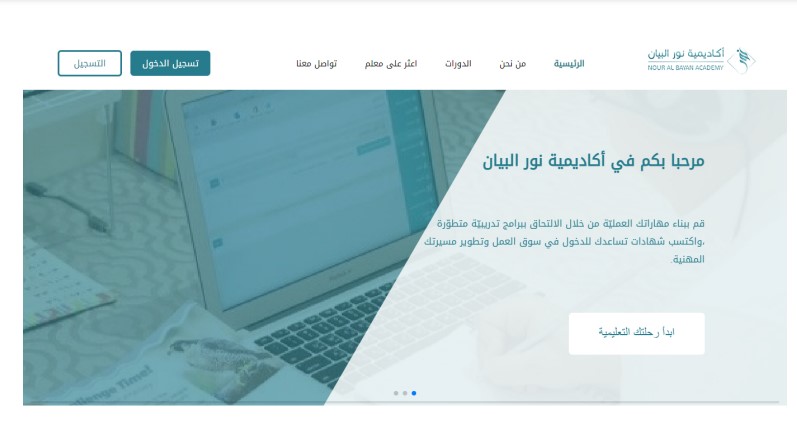 أكاديمية نور البيان
NOUR AL BAYAN ACADEMY
الرئيسية
من نحن
الدورات
اعثر على معلم
تواصل معنا
تسجيل الدخول
التسجيل
مرحبا بكم في أكاديمية نور البيان
قم ببناء مهاراتك العمليّة من خلال الالتحاق ببرامج تدريبيّة متطوّرة
،واكتسب شهادات تساعدك للدخول في سوق العمل وتطوير مسيرتك
المهنية.
ابدأ رحلتك التعليمية